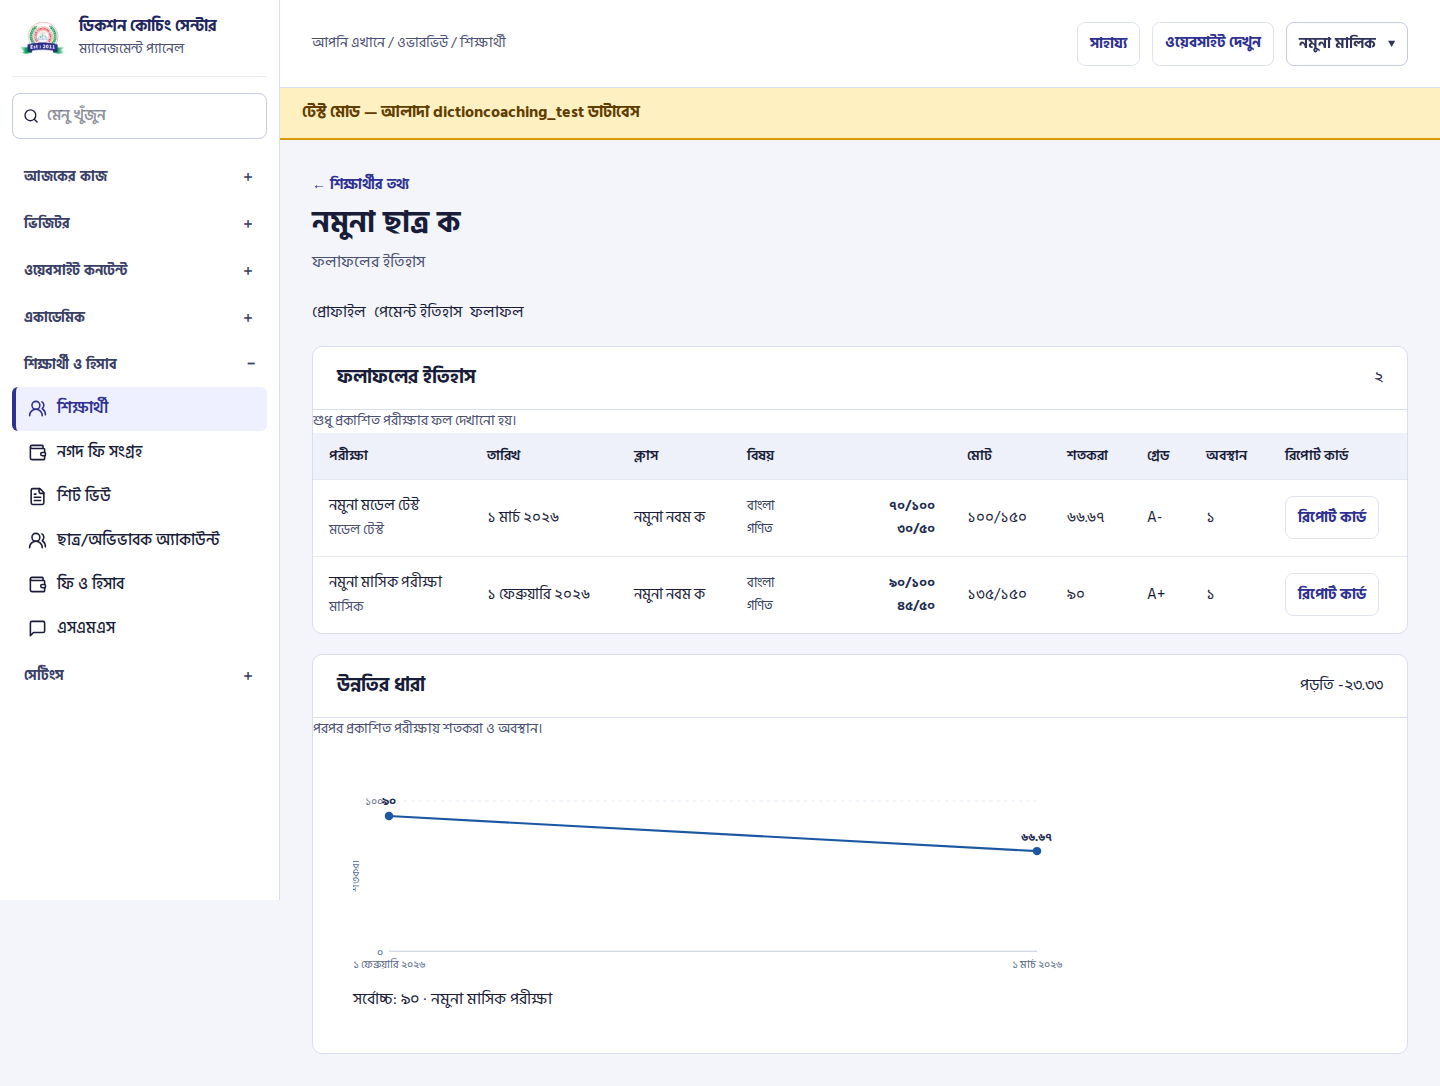 ডিকশন কোচিং সেন্টার
ম্যানেজমেন্ট প্যানেল
Est : 2011
মেনু খুঁজুন
আজকের কাজ +
ভিজিটর +
ওয়েবসাইট কনটেন্ট +
একাডেমিক +
শিক্ষার্থী ও হিসাব −
শিক্ষার্থী
নগদ ফি সংগ্রহ
শিট ভিউ
ছাত্র/অভিভাবক অ্যাকাউন্ট
ফি ও হিসাব
এসএমএস
সেটিংস +
আপনি এখানে / ওভারভিউ / শিক্ষার্থী
সাহায্য
ওয়েবসাইট দেখুন
নমুনা মালিক ▾
টেস্ট মোড — আলাদা dictioncoaching_test ডাটাবেস
← শিক্ষার্থীর তথ্য
নমুনা ছাত্র ক
ফলাফলের ইতিহাস
প্রোফাইল পেমেন্ট ইতিহাস ফলাফল
ফলাফলের ইতিহাস ২
শুধু প্রকাশিত পরীক্ষার ফল দেখানো হয়।
পরীক্ষা তারিখ ক্লাস বিষয় মোট শতকরা গ্রেড অবস্থান রিপোর্ট কার্ড
নমুনা মডেল টেস্ট
মডেল টেস্ট
১ মার্চ ২০২৬ নমুনা নবম ক
বাংলা ৭০/১০০
গণিত ৩০/৫০
১০০/১৫০ ৬৬.৬৭ A- ১ রিপোর্ট কার্ড
নমুনা মাসিক পরীক্ষা
মাসিক
১ ফেব্রুয়ারি ২০২৬ নমুনা নবম ক
বাংলা ৯০/১০০
গণিত ৪৫/৫০
১৩৫/১৫০ ৯০ A+ ১ রিপোর্ট কার্ড
উন্নতির ধারা পড়তি -২৩.৩৩
পরপর প্রকাশিত পরীক্ষায় শতকরা ও অবস্থান।
১০০ ৯০
৬৬.৬৭
শতকরা
০
১ ফেব্রুয়ারি ২০২৬ ১ মার্চ ২০২৬
সর্বোচ্চ: ৯০ · নমুনা মাসিক পরীক্ষা